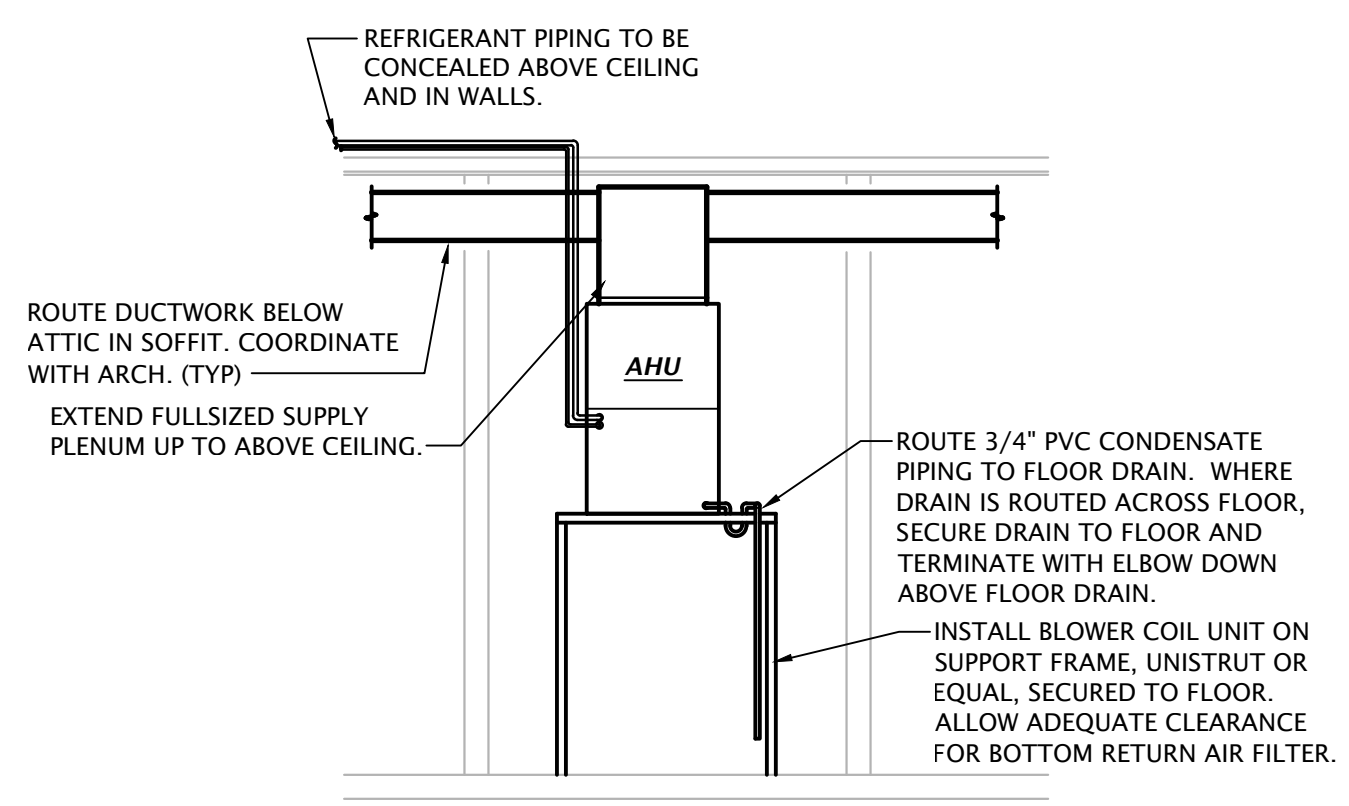 REFRIGERANT PIPING TO BE
CONCEALED ABOVE CEILING
AND IN WALLS.
ROUTE DUCTWORK BELOW
ATTIC IN SOFFIT. COORDINATE
WITH ARCH. (TYP)
EXTEND FULLSIZED SUPPLY
PLENUM UP TO ABOVE CEILING.
AHU
ROUTE 3/4" PVC CONDENSATE
PIPING TO FLOOR DRAIN. WHERE
DRAIN IS ROUTED ACROSS FLOOR,
SECURE DRAIN TO FLOOR AND
TERMINATE WITH ELBOW DOWN
ABOVE FLOOR DRAIN.
INSTALL BLOWER COIL UNIT ON
SUPPORT FRAME, UNISTRUT OR
EQUAL, SECURED TO FLOOR.
ALLOW ADEQUATE CLEARANCE
FOR BOTTOM RETURN AIR FILTER.